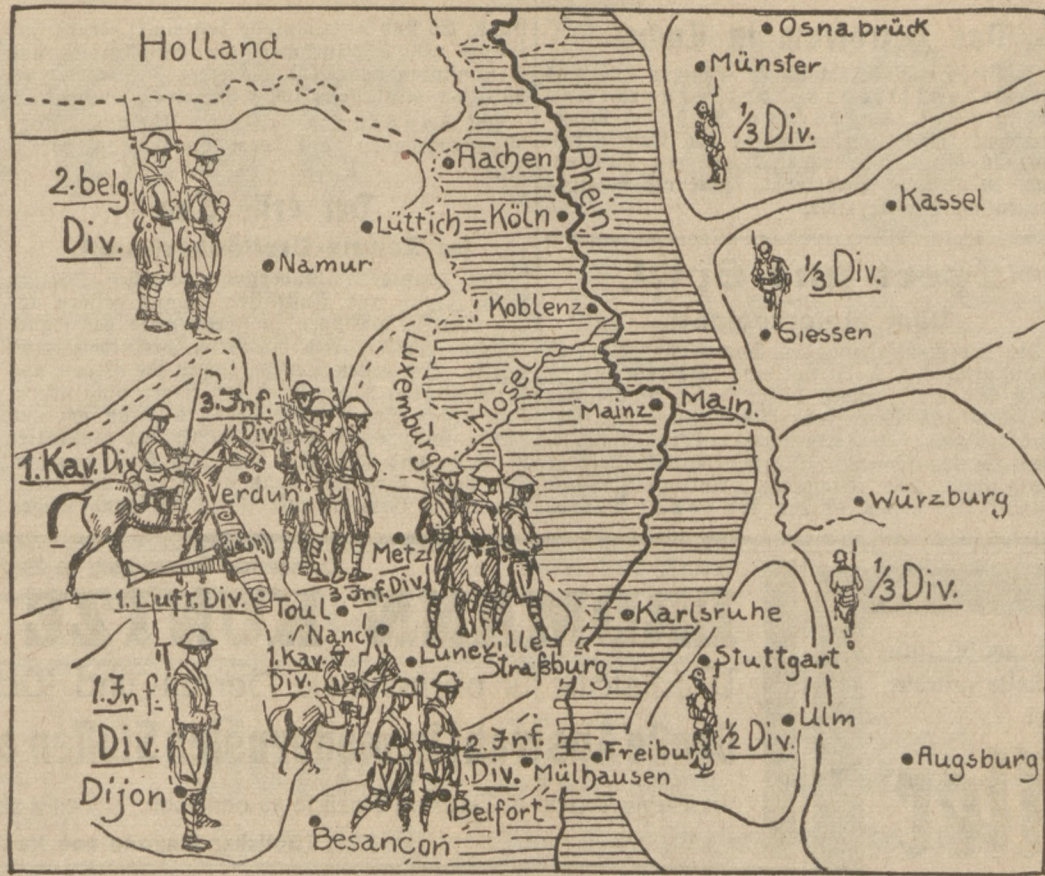 Holland
Osnabrück
Münster
1/3 Div.
Aachen
Rhein
2. belg.
Div.
Lüttich
Köln
Kassel
Namur
1/3 Div.
Koblenz
Giessen
Luxemburg
Mosel
Mainz
Main.
3. Inf.
Div.
1. Kav. Div.
Verdun
Würzburg
Metz
1/3 Div.
1. Luft. Div.
3. Inf. Div.
Toul
Nancy
Karlsruhe
1. Kav.
Div.
Luneville
Straßburg
Stuttgart
1. Inf.
Div.
Dijon
2. Inf.
Div.
Mülhausen
Freiburg
1/2 Div.
Ulm
Augsburg
Belfort
Besancon